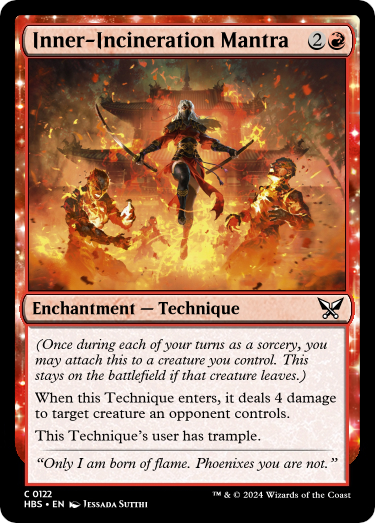 Inner-Incineration Mantra 2
Enchantment — Technique
(Once during each of your turns as a sorcery, you
may attach this to a creature you control. This
stays on the battlefield if that creature leaves.)
When this Technique enters, it deals 4 damage
to target creature an opponent controls.
This Technique's user has trample.
“Only I am born of flame. Phoenixes you are not.”
C 0122
HBS • EN Jessada Sutthi
™ & © 2024 Wizards of the Coast